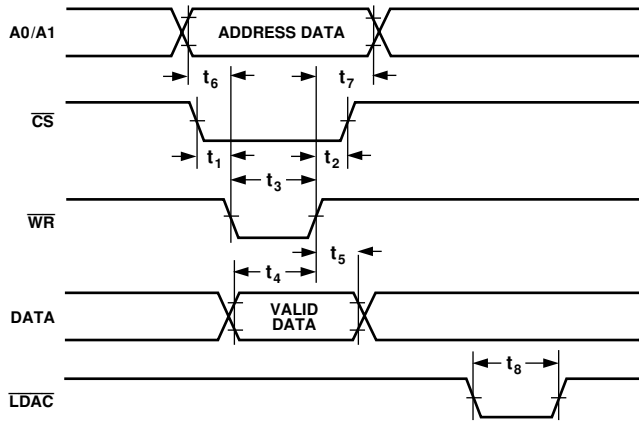 A0/A1
ADDRESS DATA
t6
t7
CS
t1
t2
t3
WR
t5
t4
DATA
VALID
DATA
t8
LDAC